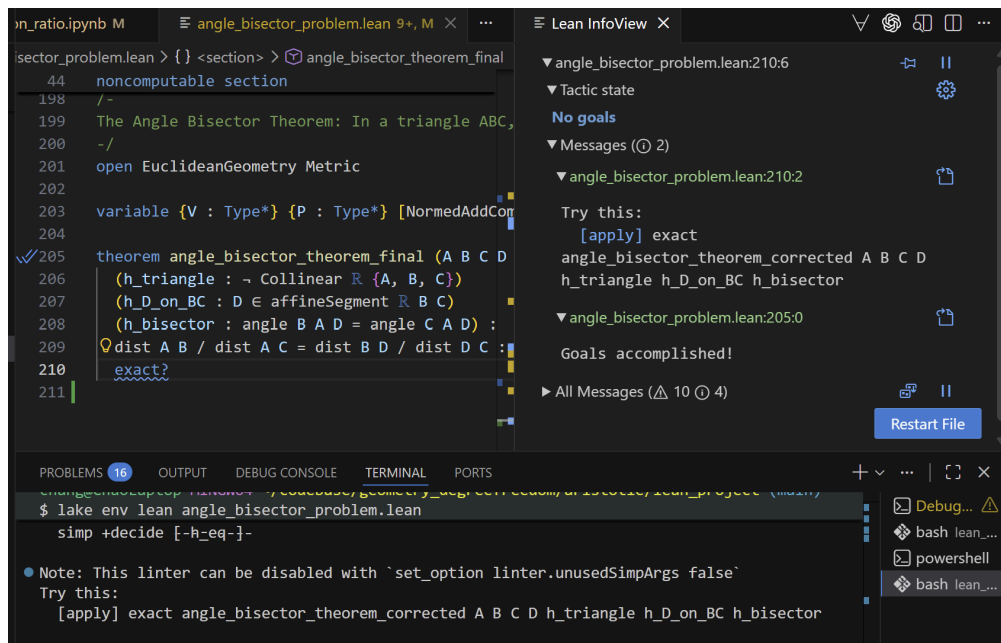 on_ratio.ipynb M
angle_bisector_problem.lean 9+, M
isector_problem.lean > {} <section> > angle_bisector_theorem_final
44 noncomputable section
198 /-
199 The Angle Bisector Theorem: In a triangle ABC,
200 -/
201 open EuclideanGeometry Metric
202
203 variable {V : Type*} {P : Type*} [NormedAddCom
204
205 theorem angle_bisector_theorem_final (A B C D
206 (h_triangle : ¬ Collinear ℝ {A, B, C})
207 (h_D_on_BC : D ∈ affineSegment ℝ B C)
208 (h_bisector : angle B A D = angle C A D) :
209 dist A B / dist A C = dist B D / dist D C :
210 exact?
211
Lean InfoView
angle_bisector_problem.lean:210:6
Tactic state
No goals
Messages (ⓘ 2)
angle_bisector_problem.lean:210:2
Try this:
[apply] exact
angle_bisector_theorem_corrected A B C D
h_triangle h_D_on_BC h_bisector
angle_bisector_problem.lean:205:0
Goals accomplished!
All Messages (⚠ 10 ⓘ 4)
Restart File
PROBLEMS 16 OUTPUT DEBUG CONSOLE TERMINAL PORTS
$ lake env lean angle_bisector_problem.lean
simp +decide [-h_eq-]-
Note: This linter can be disabled with `set_option linter.unusedSimpArgs false`
Try this:
[apply] exact angle_bisector_theorem_corrected A B C D h_triangle h_D_on_BC h_bisector
Debug...
bash lean_...
powershell
bash lean_...